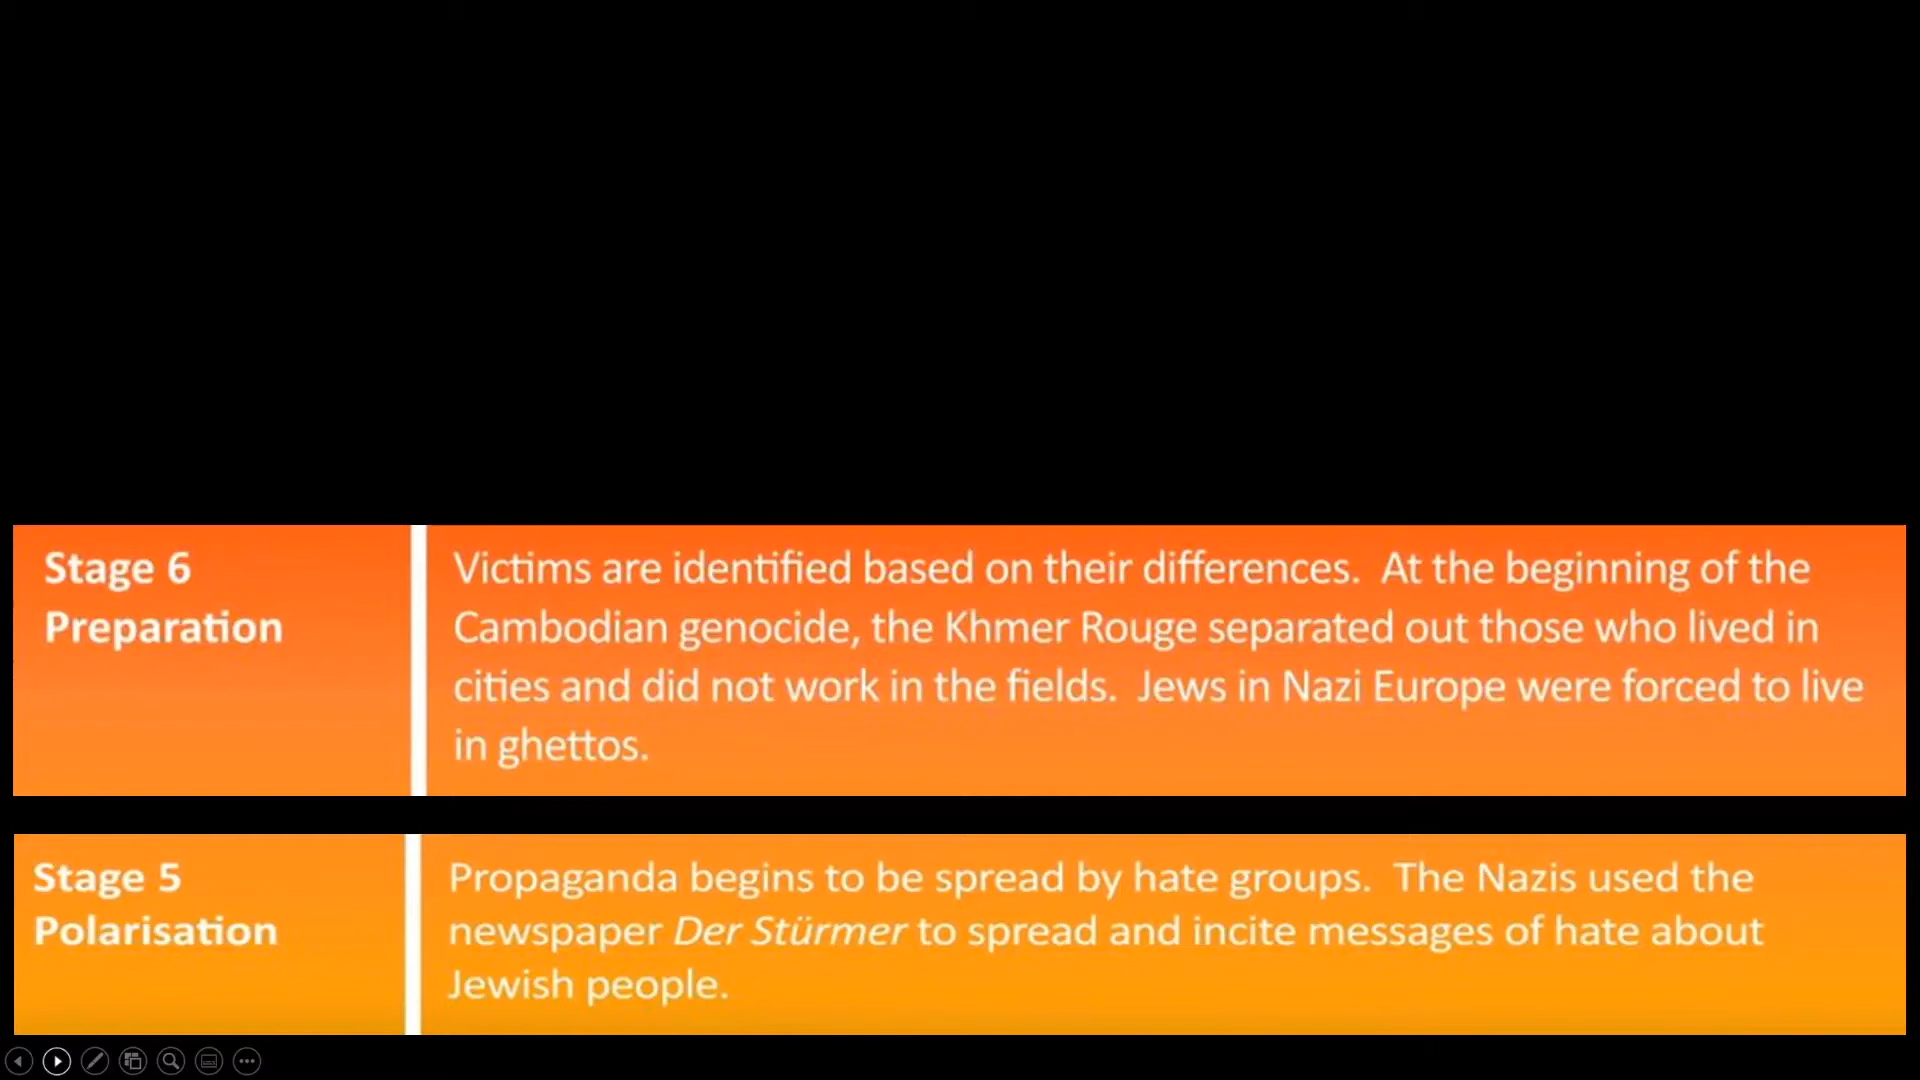 Stage 6
Preparation
Victims are identified based on their differences. At the beginning of the
Cambodian genocide, the Khmer Rouge separated out those who lived in
cities and did not work in the fields. Jews in Nazi Europe were forced to live
in ghettos.
Stage 5
Polarisation
Propaganda begins to be spread by hate groups. The Nazis used the
newspaper Der Stürmer to spread and incite messages of hate about
Jewish people.